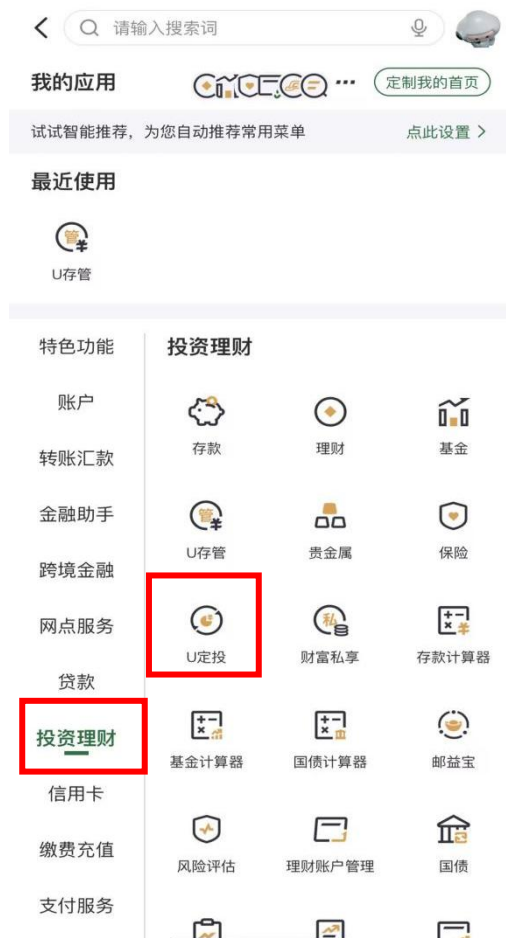 请输入搜索词
我的应用 ... 定制我的首页
试试智能推荐，为您自动推荐常用菜单 点此设置 >
最近使用
管
U存管
特色功能
账户
转账汇款
金融助手
跨境金融
网点服务
贷款
投资理财
信用卡
缴费充值
支付服务
投资理财
存款 理财 基金
管
U存管 贵金属 保险
私
U定投 财富私享 存款计算器
基金计算器 国债计算器 邮益宝
风险评估 理财账户管理 国债